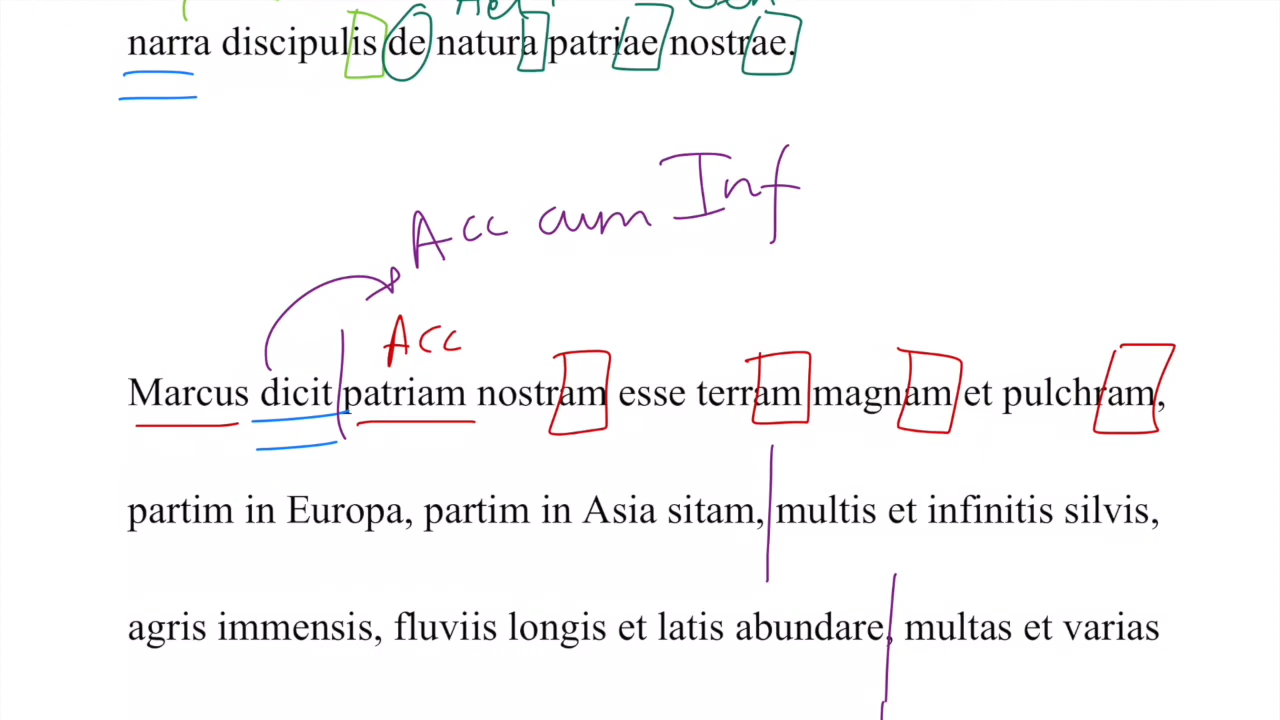 narra discipulis de natura patriae nostrae.
Acc cum Inf
Acc
Marcus dicit patriam nostram esse terram magnam et pulchram,
partim in Europa, partim in Asia sitam, multis et infinitis silvis,
agris immensis, fluviis longis et latis abundare, multas et varias